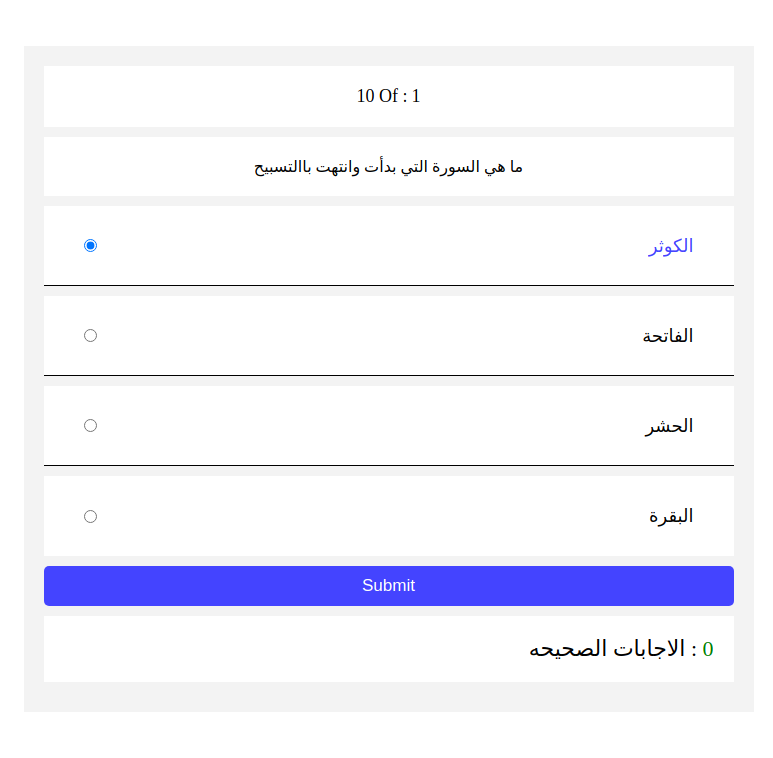 10 Of : 1
ما هي السورة التي بدأت وانتهت باالتسبيح
الكوثر
الفاتحة
الحشر
البقرة
Submit
0 : الاجابات الصحيحه